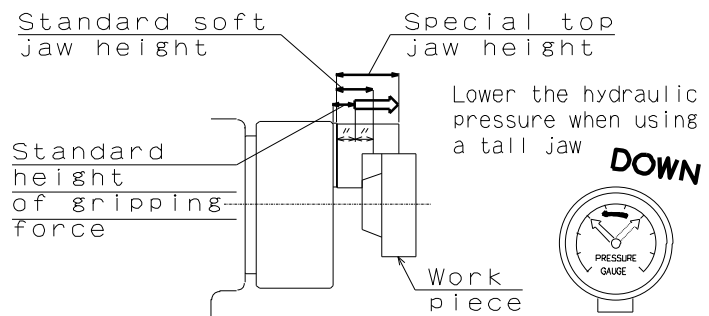 Standard soft
jaw height
Special top
jaw height
Lower the hydraulic
pressure when using
a tall jaw
DOWN
〃 〃
Standard
height
of gripping
force
PRESSURE
GAUGE
Work
piece